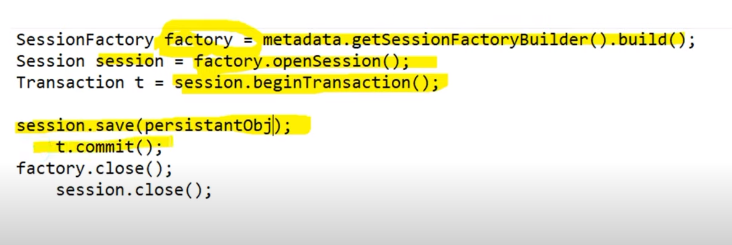 SessionFactory factory = metadata.getSessionFactoryBuilder().build();
Session session = factory.openSession();
Transaction t = session.beginTransaction();
session.save(persistantObj);
t.commit();
factory.close();
session.close();